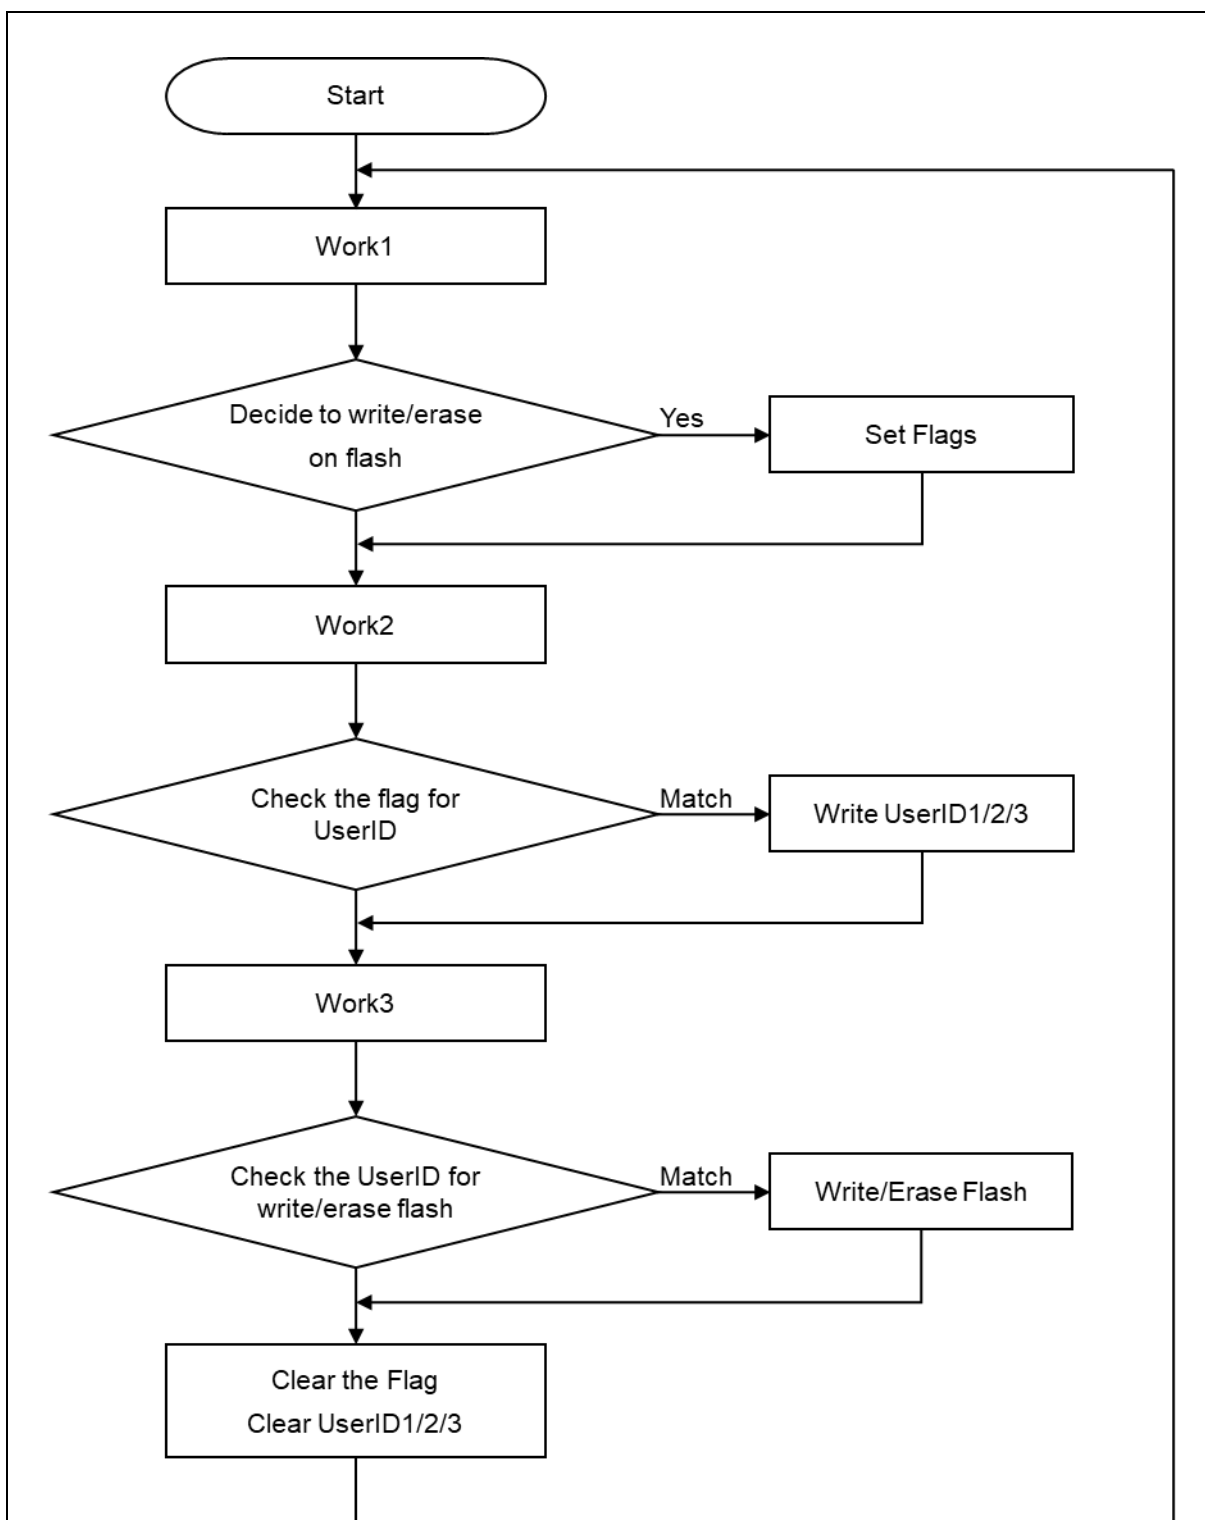 Start
Work1
Decide to write/erase
on flash
Yes
Set Flags
Work2
Check the flag for
UserID
Match
Write UserID1/2/3
Work3
Check the UserID for
write/erase flash
Match
Write/Erase Flash
Clear the Flag
Clear UserID1/2/3